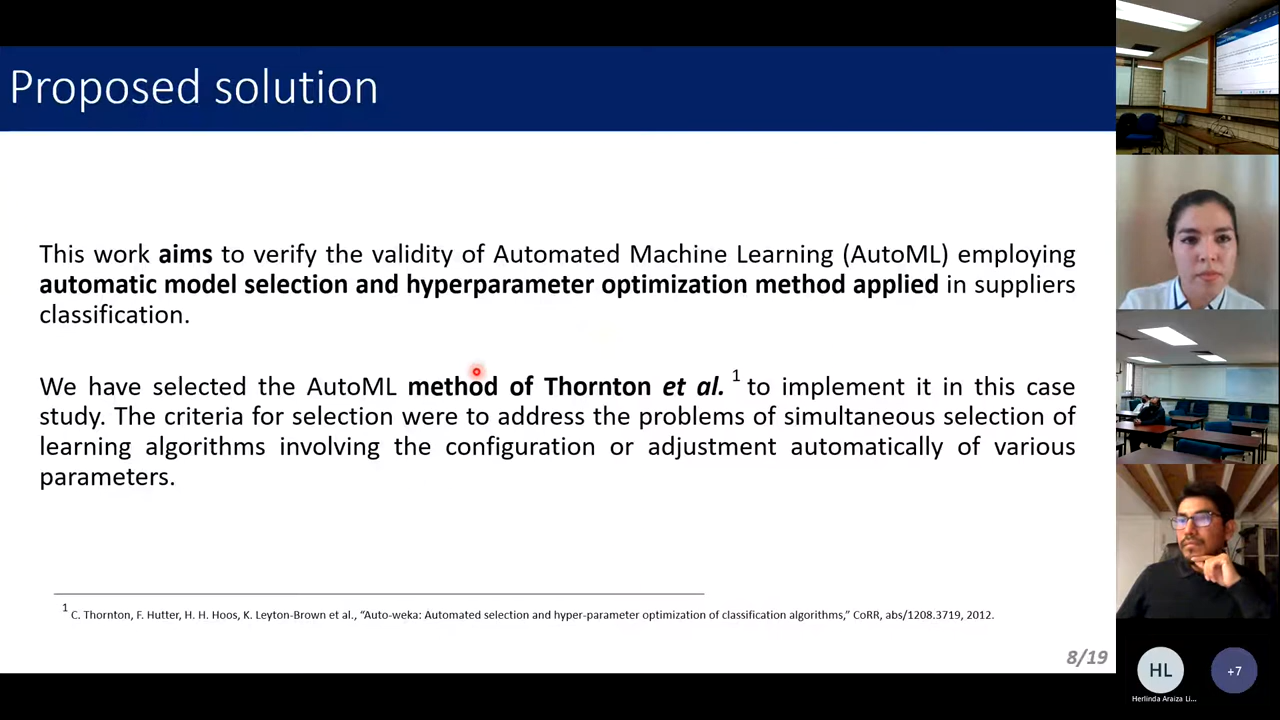 Proposed solution
This work aims to verify the validity of Automated Machine Learning (AutoML) employing
automatic model selection and hyperparameter optimization method applied in suppliers
classification.
We have selected the AutoML method of Thornton et al. 1 to implement it in this case
study. The criteria for selection were to address the problems of simultaneous selection of
learning algorithms involving the configuration or adjustment automatically of various
parameters.
1 C. Thornton, F. Hutter, H. H. Hoos, K. Leyton-Brown et al., “Auto-weka: Automated selection and hyper-parameter optimization of classification algorithms,” CoRR, abs/1208.3719, 2012.
8/19
HL
+7
Herlinda Araiza Li...